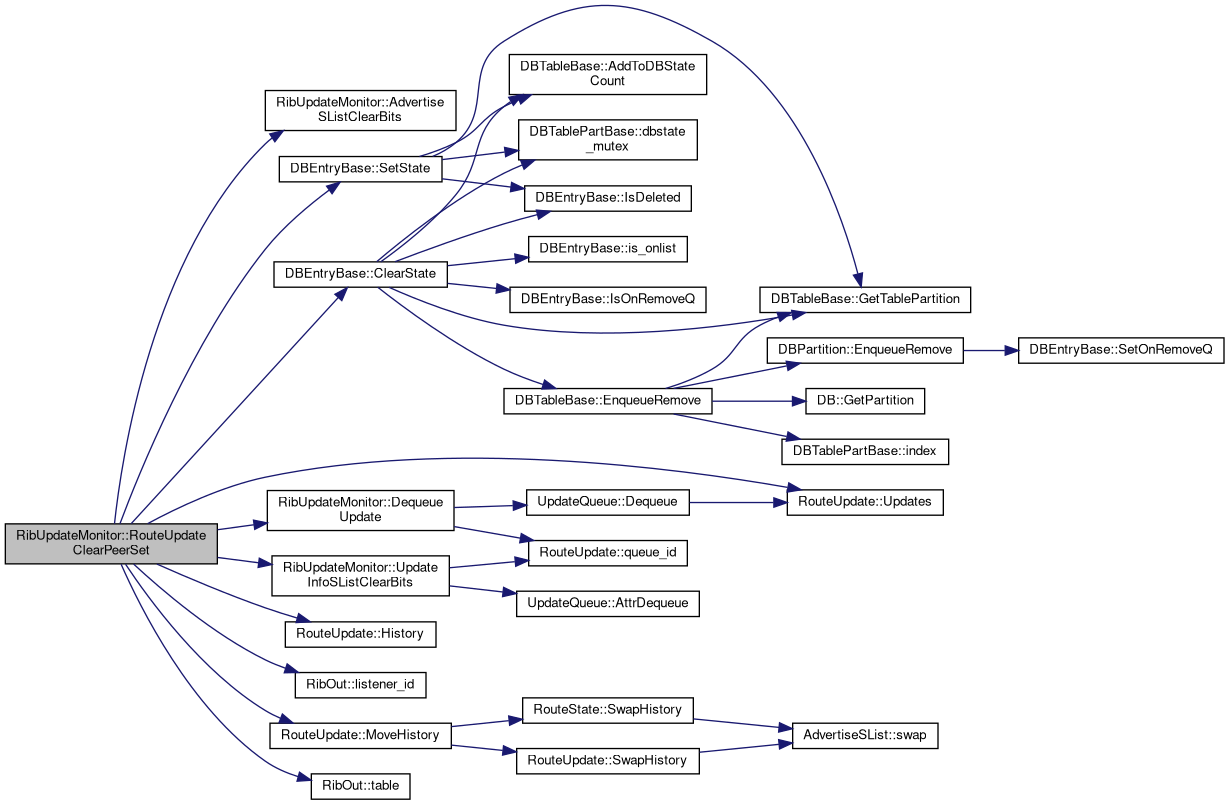 RibUpdateMonitor::RouteUpdate
ClearPeerSet
RibUpdateMonitor::Advertise
SListClearBits
DBEntryBase::SetState
DBEntryBase::ClearState
RibUpdateMonitor::Dequeue
Update
RibUpdateMonitor::Update
InfoSListClearBits
RouteUpdate::History
RibOut::listener_id
RouteUpdate::MoveHistory
RibOut::table
DBTableBase::AddToDBState
Count
DBTablePartBase::dbstate
_mutex
DBEntryBase::IsDeleted
DBEntryBase::is_onlist
DBEntryBase::IsOnRemoveQ
DBTableBase::EnqueueRemove
UpdateQueue::Dequeue
RouteUpdate::queue_id
UpdateQueue::AttrDequeue
RouteState::SwapHistory
RouteUpdate::SwapHistory
DBTableBase::GetTablePartition
DBPartition::EnqueueRemove
DB::GetPartition
DBTablePartBase::index
RouteUpdate::Updates
AdvertiseSList::swap
DBEntryBase::SetOnRemoveQ